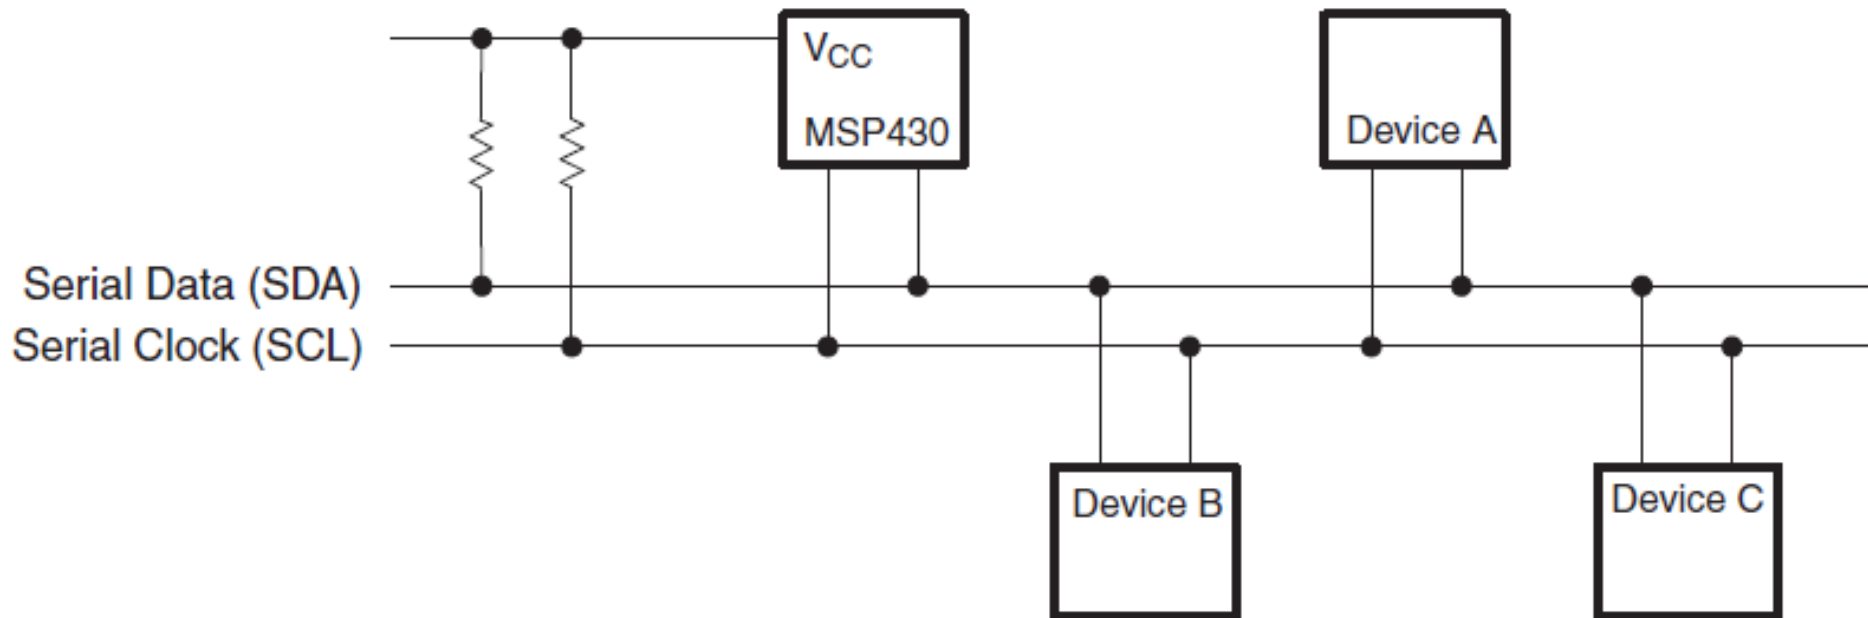 VCC
MSP430
Device A
Serial Data (SDA)
Serial Clock (SCL)
Device B
Device C